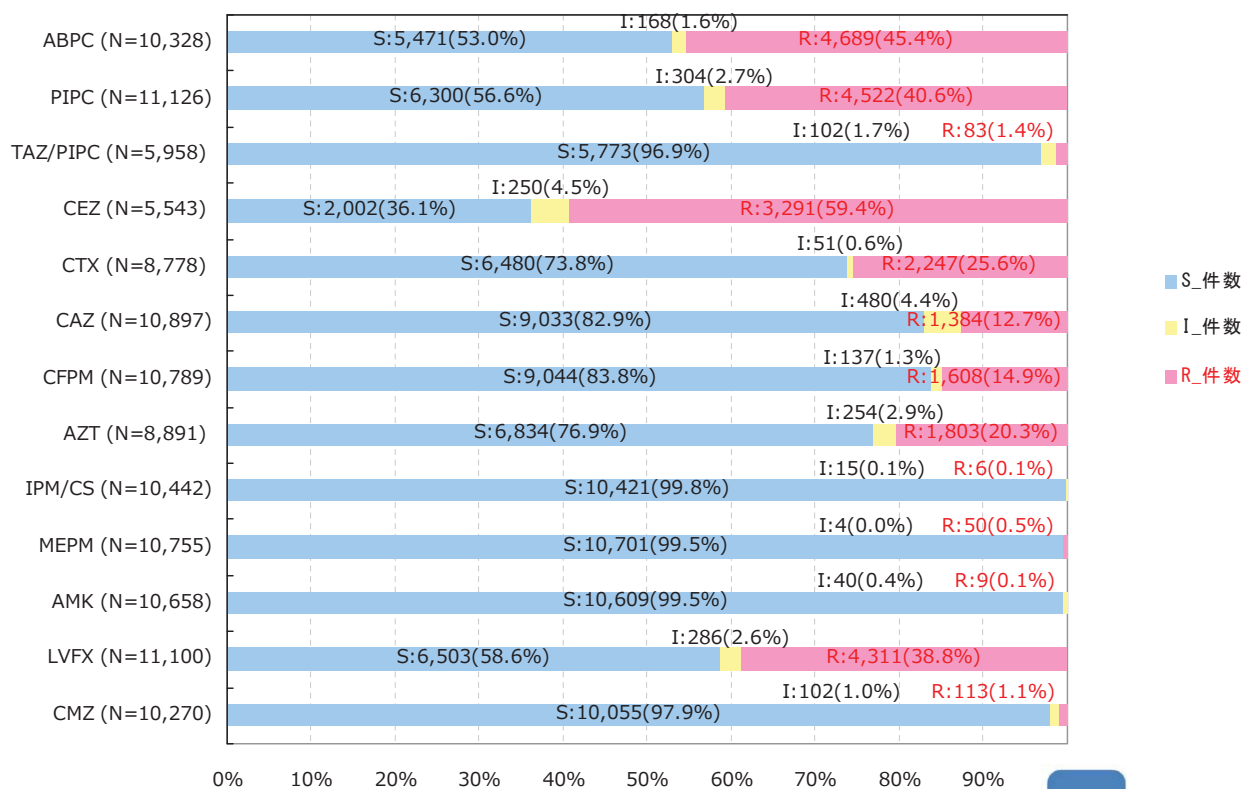 I:168(1.6%)
ABPC (N=10,328) S:5,471(53.0%) R:4,689(45.4%)
I:304(2.7%)
PIPC (N=11,126) S:6,300(56.6%) R:4,522(40.6%)
I:102(1.7%) R:83(1.4%)
TAZ/PIPC (N=5,958) S:5,773(96.9%)
I:250(4.5%)
CEZ (N=5,543) S:2,002(36.1%) R:3,291(59.4%)
I:51(0.6%)
CTX (N=8,778) S:6,480(73.8%) R:2,247(25.6%)
I:480(4.4%)
CAZ (N=10,897) S:9,033(82.9%) R:1,384(12.7%)
I:137(1.3%)
CFPM (N=10,789) S:9,044(83.8%) R:1,608(14.9%)
I:254(2.9%)
AZT (N=8,891) S:6,834(76.9%) R:1,803(20.3%)
I:15(0.1%) R:6(0.1%)
IPM/CS (N=10,442) S:10,421(99.8%)
I:4(0.0%) R:50(0.5%)
MEPM (N=10,755) S:10,701(99.5%)
I:40(0.4%) R:9(0.1%)
AMK (N=10,658) S:10,609(99.5%)
I:286(2.6%)
LVFX (N=11,100) S:6,503(58.6%) R:4,311(38.8%)
I:102(1.0%) R:113(1.1%)
CMZ (N=10,270) S:10,055(97.9%)
0% 10% 20% 30% 40% 50% 60% 70% 80% 90%
S_件数
I_件数
R_件数